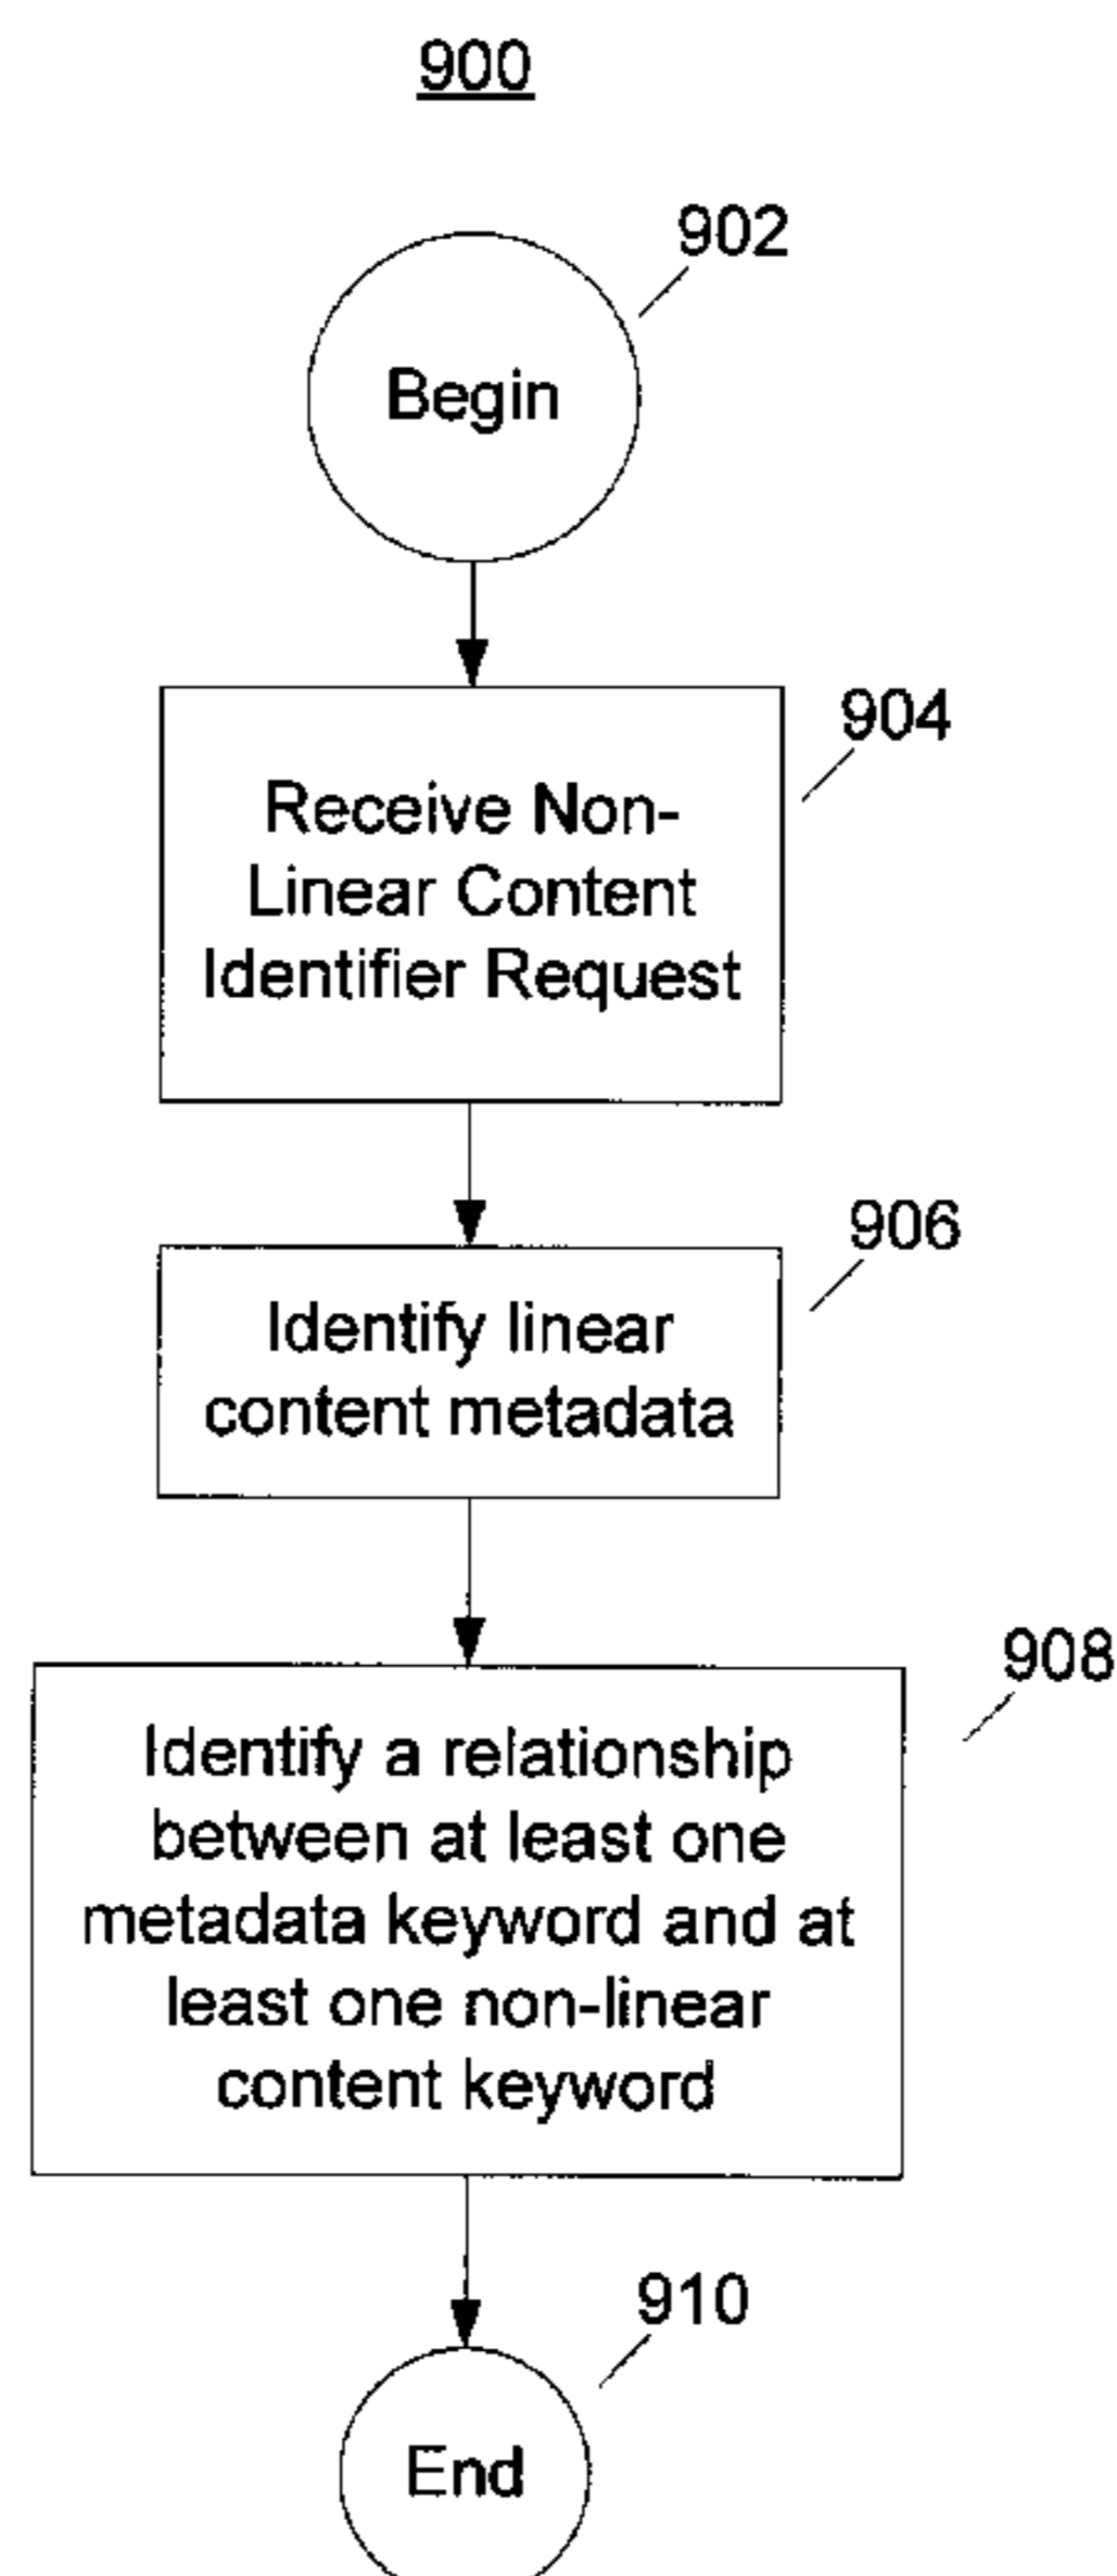 900
902
Begin
904
Receive Non-
Linear Content
Identifier Request
906
Identify linear
content metadata
908
Identify a relationship
between at least one
metadata keyword and at
least one non-linear
content keyword
910
End